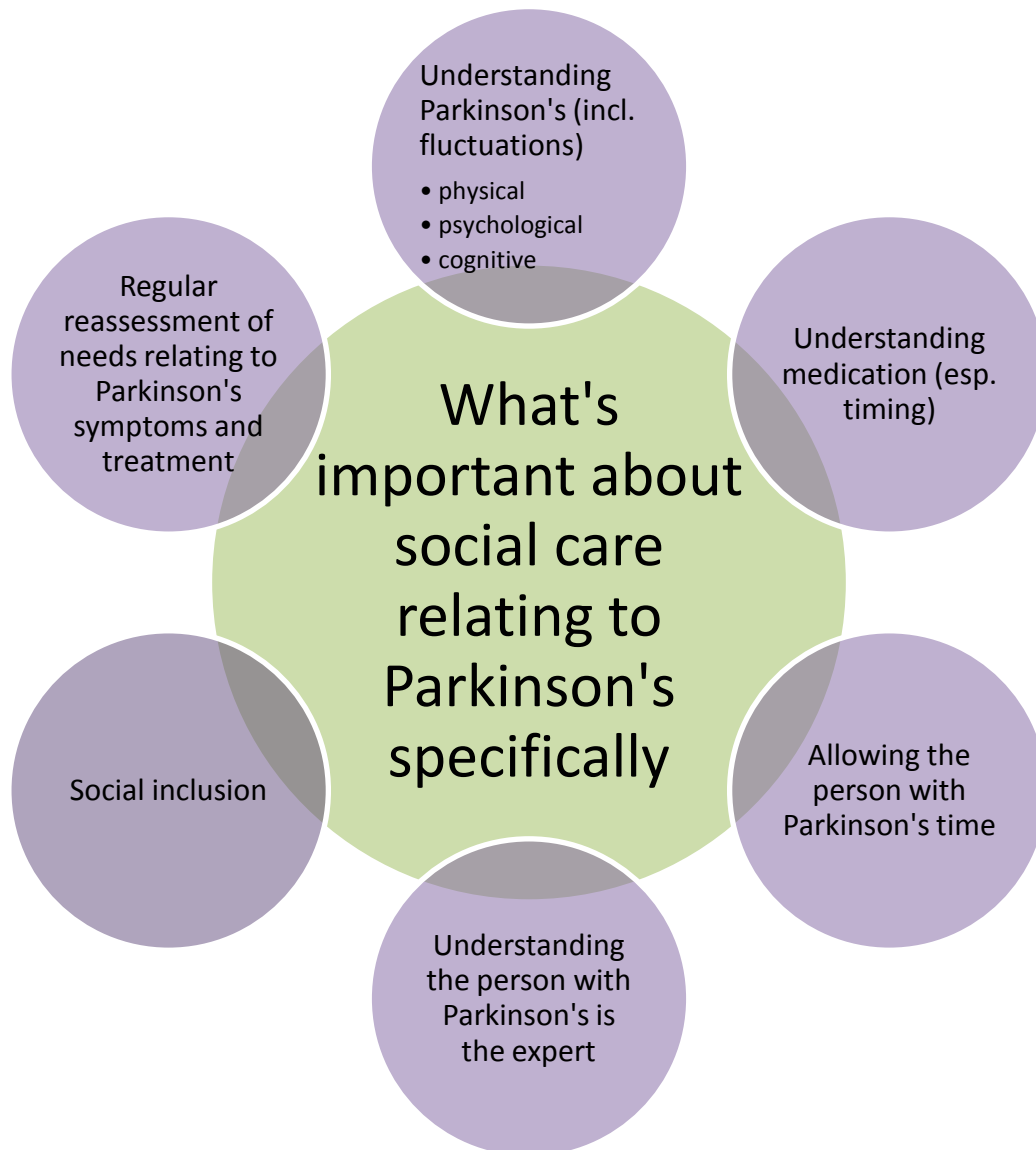 Understanding
Parkinson's (incl.
fluctuations)
• physical
• psychological
• cognitive
Understanding
medication (esp.
timing)
Allowing the
person with
Parkinson's time
Understanding
the person with
Parkinson's is
the expert
Social inclusion
Regular
reassessment of
needs relating to
Parkinson's
symptoms and
treatment
What's
important about
social care
relating to
Parkinson's
specifically